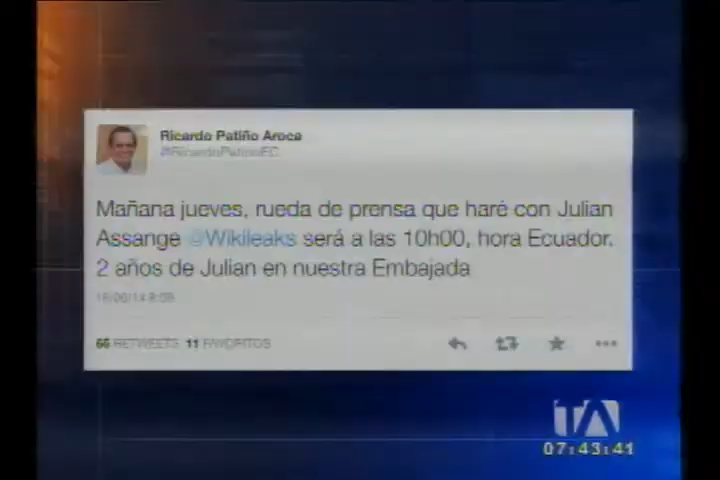 Ricardo Patiño Aroca
@RicardoPatinoEC
Mañana jueves, rueda de prensa que haré con Julian
Assange @Wikileaks será a las 10h00, hora Ecuador.
2 años de Julian en nuestra Embajada
66 RETWEETS 11 FAVORITOS
TA
07:43:41